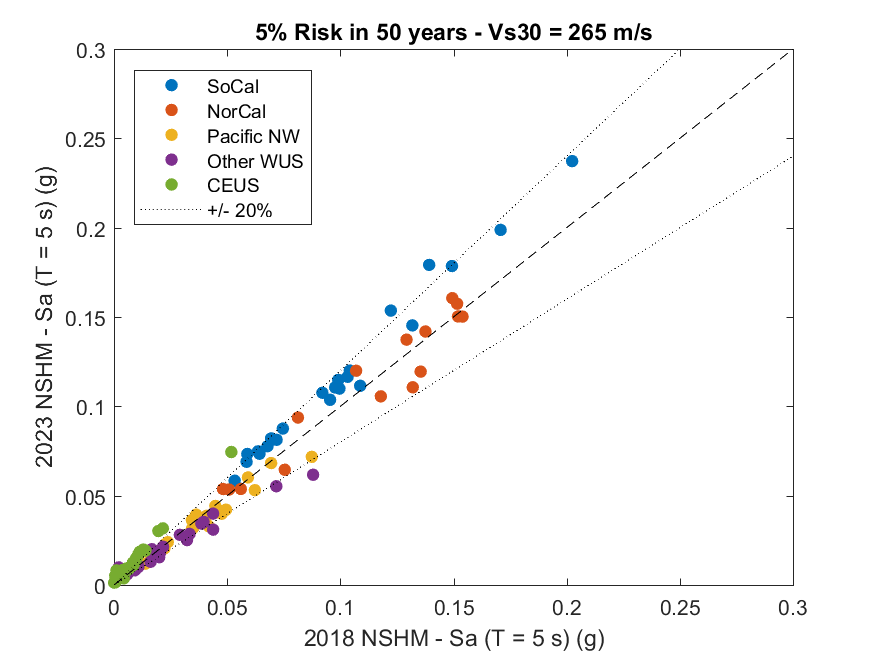 5% Risk in 50 years - Vs30 = 265 m/s
0.3
0.25
0.2
0.15
0.1
0.05
0
2023 NSHM - Sa (T = 5 s) (g)
SoCal
NorCal
Pacific NW
Other WUS
CEUS
+/- 20%
0 0.05 0.1 0.15 0.2 0.25 0.3
2018 NSHM - Sa (T = 5 s) (g)